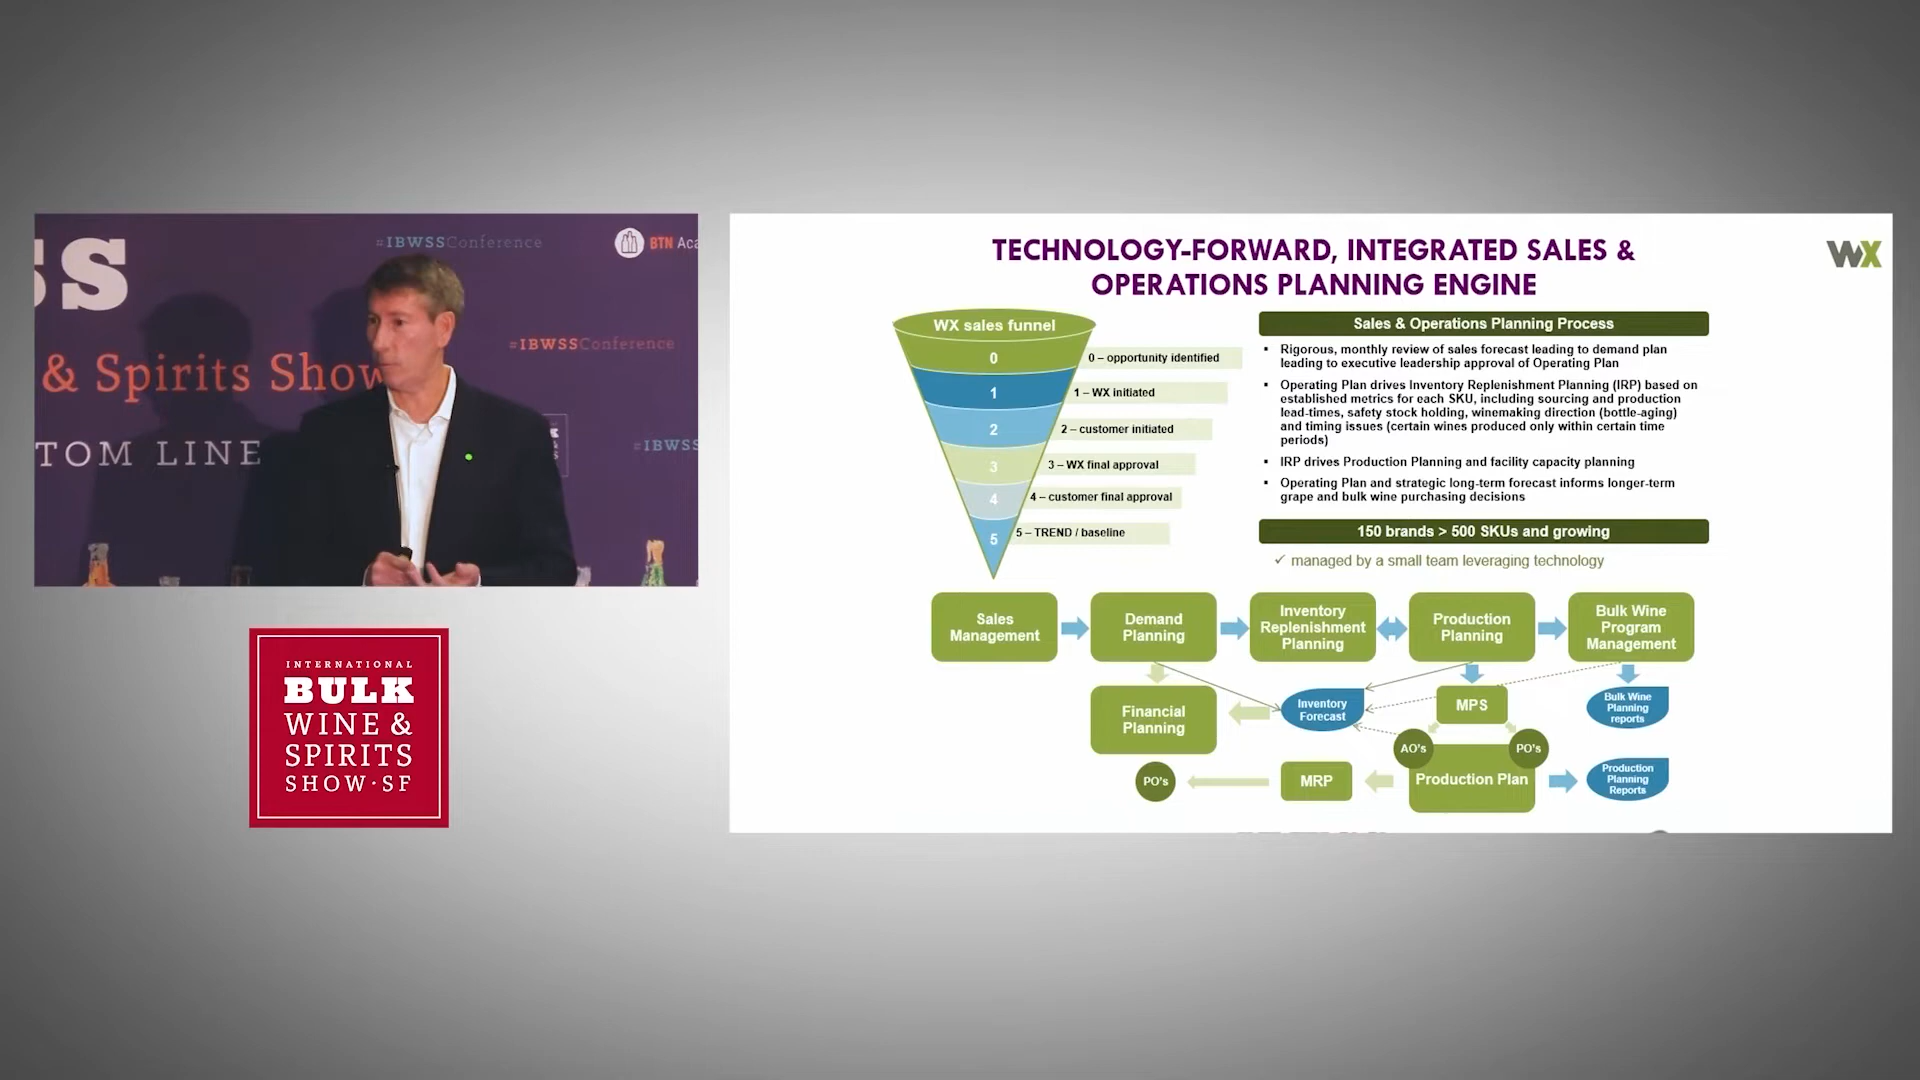 SS
#IBWSSConference
BTN Aca
& Spirits Show
#IBWSSConference
TOM LINE
#IBWSS
INTERNATIONAL
BULK
WINE &
SPIRITS
SHOW·SF
TECHNOLOGY-FORWARD, INTEGRATED SALES &
OPERATIONS PLANNING ENGINE
WX
WX sales funnel
0
0 – opportunity identified
1
1 – WX initiated
2
2 – customer initiated
3
3 – WX final approval
4
4 – customer final approval
5
5 – TREND / baseline
Sales & Operations Planning Process
▪ Rigorous, monthly review of sales forecast leading to demand plan
leading to executive leadership approval of Operating Plan
▪ Operating Plan drives Inventory Replenishment Planning (IRP) based on
established metrics for each SKU, including sourcing and production
lead-times, safety stock holding, winemaking direction (bottle-aging)
and timing issues (certain wines produced only within certain time
periods)
▪ IRP drives Production Planning and facility capacity planning
▪ Operating Plan and strategic long-term forecast informs longer-term
grape and bulk wine purchasing decisions
150 brands > 500 SKUs and growing
✓ managed by a small team leveraging technology
Sales
Management
Demand
Planning
Inventory
Replenishment
Planning
Production
Planning
Bulk Wine
Program
Management
Financial
Planning
Inventory
Forecast
MPS
Bulk Wine
Planning
reports
AO's
PO's
PO's
MRP
Production Plan
Production
Planning
Reports